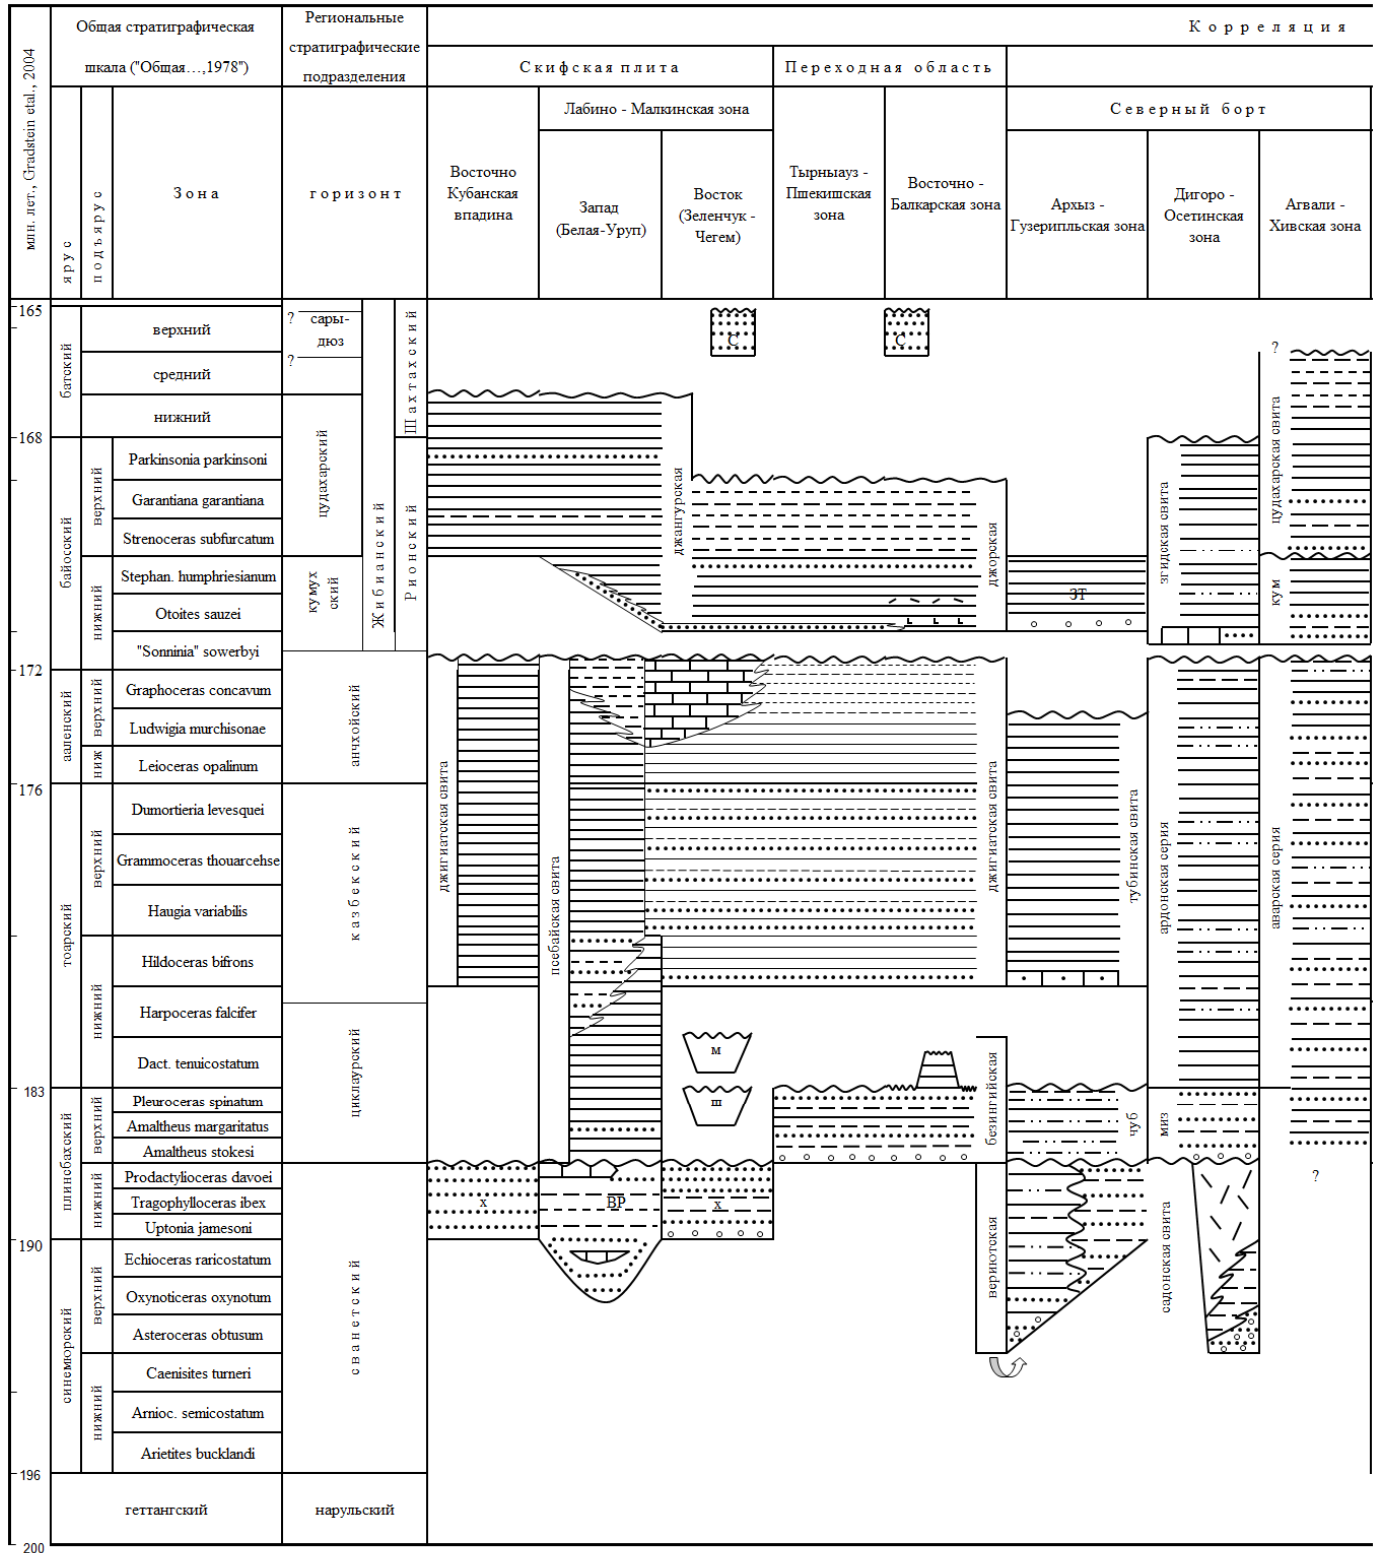 млн. лет., Gradstein etal., 2004
Общая стратиграфическая
шкала ("Общая...,1978")
Региональные
стратиграфические
подразделения
Корреляция
Скифская плита
Переходная область
Лабино - Малкинская зона
Северный борт
ярус
подъярус
Зона
горизонт
Восточно
Кубанская
впадина
Запад
(Белая-Уруп)
Восток
(Зеленчук -
Чегем)
Тырныауз -
Пшекишская
зона
Восточно -
Балкарская зона
Архыз -
Гузерипльская зона
Дигоро -
Осетинская
зона
Агвали -
Хивская зона
165
168
172
176
183
190
196
200
батский
верхний
средний
нижний
байосский
верхний
Parkinsonia parkinsoni
Garantiana garantiana
Strenoceras subfurcatum
нижний
Stephan. humphriesianum
Otoites sauzei
"Sonninia" sowerbyi
ааленский
верхний
Graphoceras concavum
Ludwigia murchisonae
ниж
Leioceras opalinum
тоарский
верхний
Dumortieria levesquei
Grammoceras thouarcehse
Haugia variabilis
нижний
Hildoceras bifrons
Harpoceras falcifer
Dact. tenuicostatum
плинсбахский
верхний
Pleuroceras spinatum
Amaltheus margaritatus
Amaltheus stokesi
нижний
Prodactylioceras davoei
Tragophylloceras ibex
Uptonia jamesoni
синемюрский
верхний
Echioceras raricostatum
Oxynoticeras oxynotum
Asteroceras obtusum
нижний
Caenisites turneri
Arnioc. semicostatum
Arietites bucklandi
геттангский
? сары-
дюз
?
цудахарский
кумух
ский
Жибианский
Шахтахский
Рионский
анчхойский
казбекский
циклаурский
сванетский
нарульский
С
С
джангурская
джорская
ЗТ
згидская свита
?
цудахарская свита
кум
джигиатская свита
псебайская свита
джигиатская свита
тубинская свита
ардонская серия
аварская серия
м
ш
безингийская
чуб
миз
х
ВР
х
вериютская
садонская свита
?